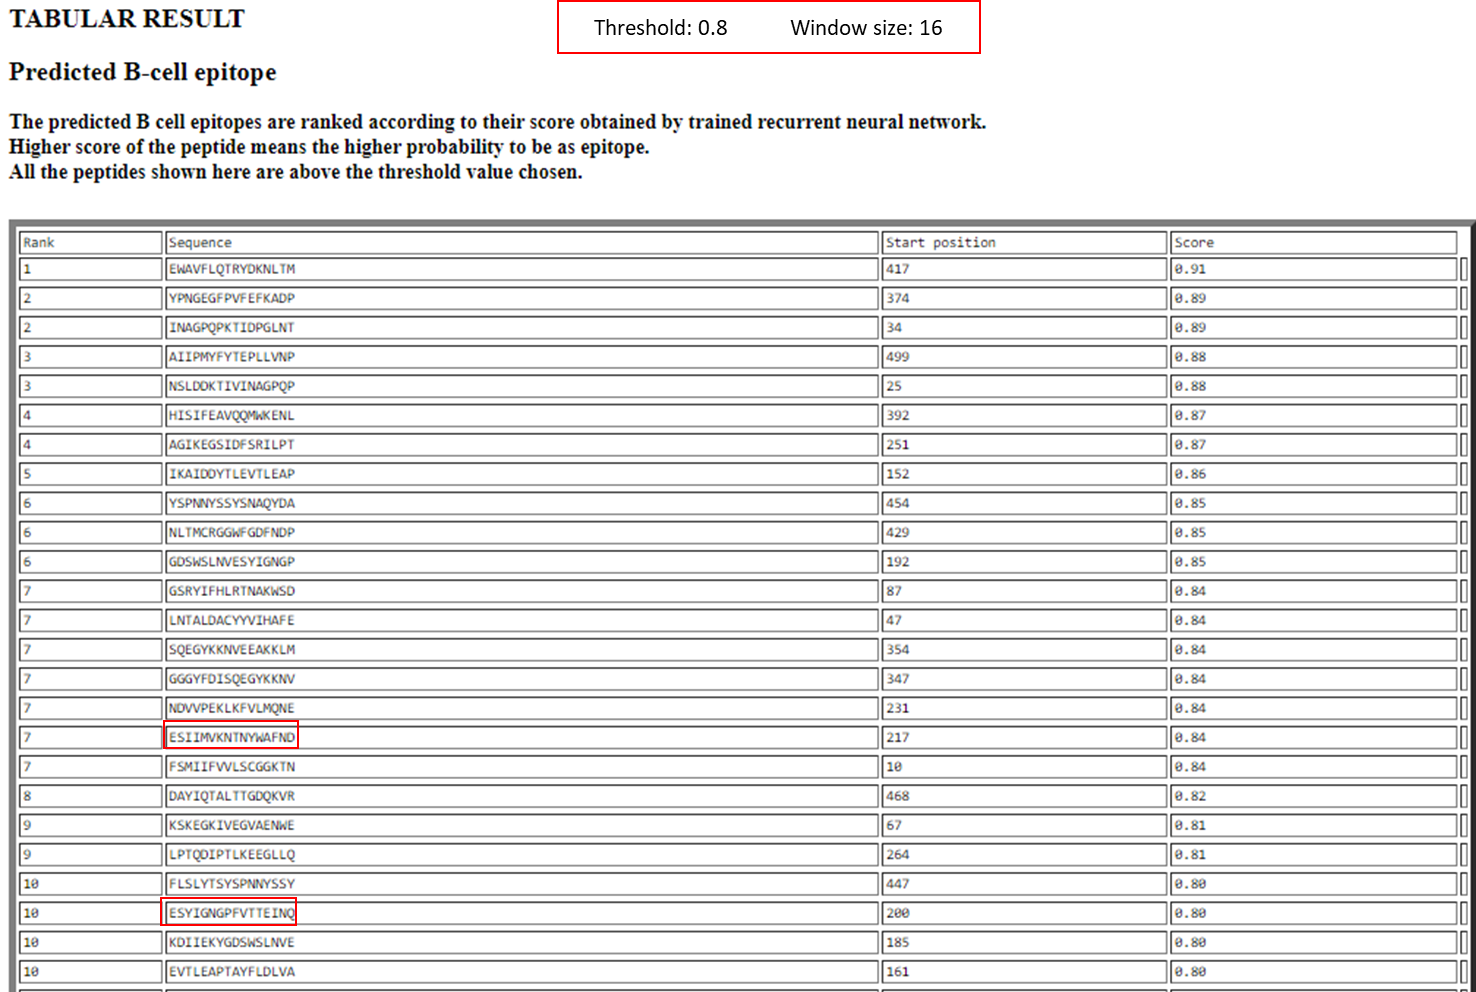 TABULAR RESULT
Threshold: 0.8 Window size: 16
Predicted B-cell epitope
The predicted B cell epitopes are ranked according to their score obtained by trained recurrent neural network.
Higher score of the peptide means the higher probability to be as epitope.
All the peptides shown here are above the threshold value chosen.
Rank Sequence Start position Score
1 EWAVFLQTRYDKNLTM 417 0.91
2 YPNGEGFPVFEFKADP 374 0.89
2 INAGPQPKTIDPGLNT 34 0.89
3 AIIPMYFYTEPLLVNP 499 0.88
3 NSLDDKTIVINAGPQP 25 0.88
4 HISIFEAVQQMWKENL 392 0.87
4 AGIKEGSIDFSRILPT 251 0.87
5 IKAIDDYTLEVTLEAP 152 0.86
6 YSPNNYSSYSNAQYDA 454 0.85
6 NLTMCRGGWFGDFNDP 429 0.85
6 GDSWSLNVESYIGNGP 192 0.85
7 GSRYIFHLRTNAKWSD 87 0.84
7 LNTALDACYYVIHAFE 47 0.84
7 SQEGYKKNVEEAKKLM 354 0.84
7 GGGYFDISQEGYKKNV 347 0.84
7 NDVVPEKLKFVLMQNE 231 0.84
7 ESIIMVKNTNYWAFND 217 0.84
7 FSMIIFVVLSCGGKTN 10 0.84
8 DAYIQTALTTGDQKVR 468 0.82
9 KSKEGKIVEGVAENWE 67 0.81
9 LPTQDIPTLKEEGLLQ 264 0.81
10 FLSLYTSYSPNNYSSY 447 0.80
10 ESYIGNGPFVTTEINQ 200 0.80
10 KDIIEKYGDSWSLNVE 185 0.80
10 EVTLEAPTAYFLDLVA 161 0.80